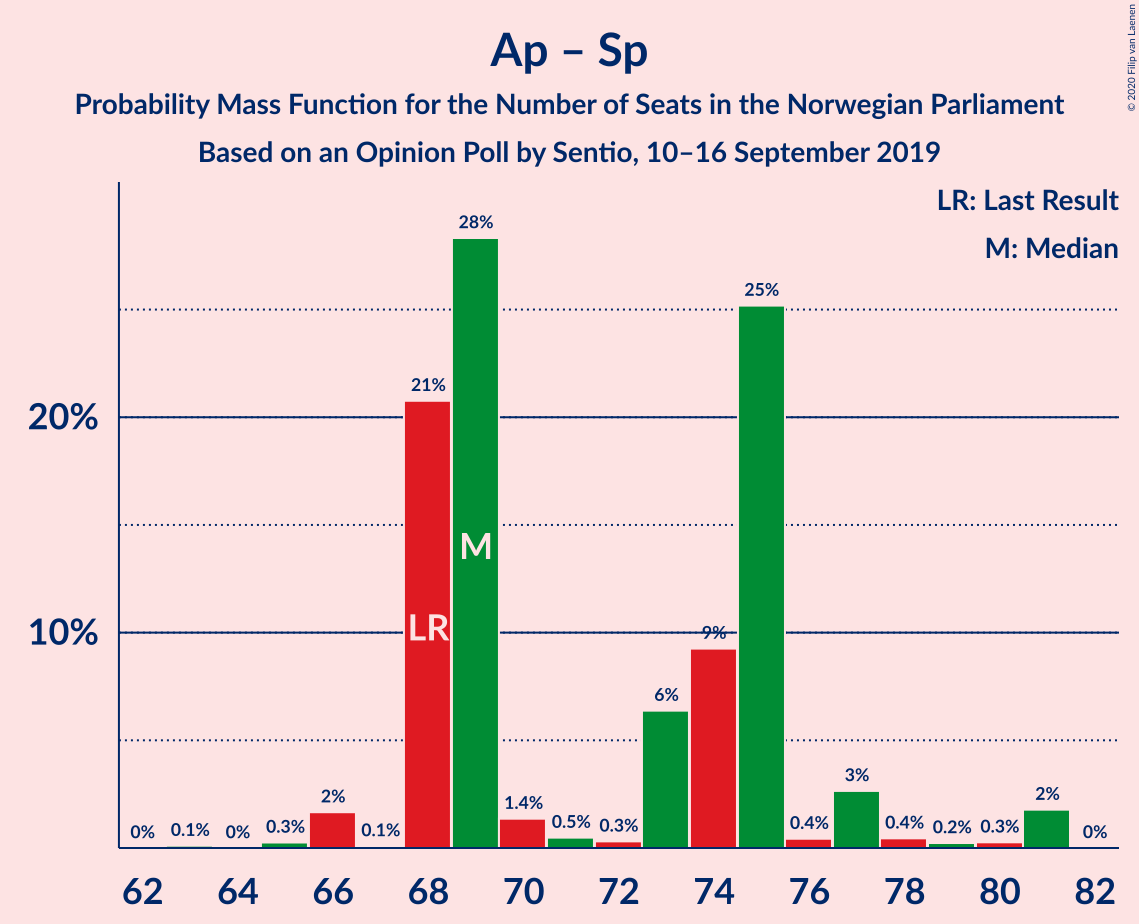 Ap – Sp
Probability Mass Function for the Number of Seats in the Norwegian Parliament
Based on an Opinion Poll by Sentio, 10–16 September 2019
© 2020 Filip van Laenen
LR: Last Result
M: Median
28%
25%
21%
20%
M
LR
10%
9%
6%
3%
2%
2%
1.4%
0% 0.1% 0% 0.3% 0.1% 0.5% 0.3% 0.4% 0.4% 0.2% 0.3% 0%
62 64 66 68 70 72 74 76 78 80 82